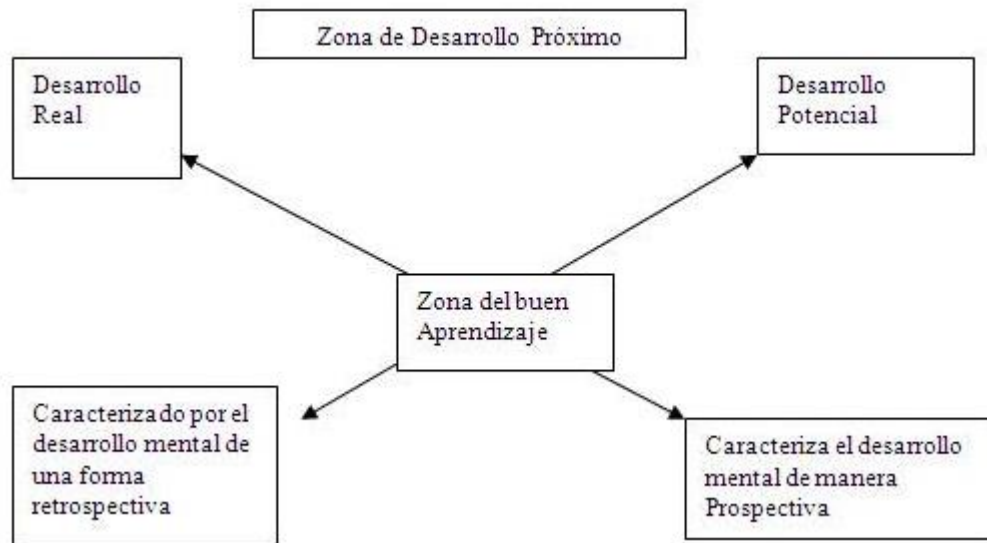 Zona de Desarrollo Próximo
Desarrollo
Real
Desarrollo
Potencial
Zona del buen
Aprendizaje
Caracterizado por el
desarrollo mental de
una forma
retrospectiva
Caracteriza el desarrollo
mental de manera
Prospectiva